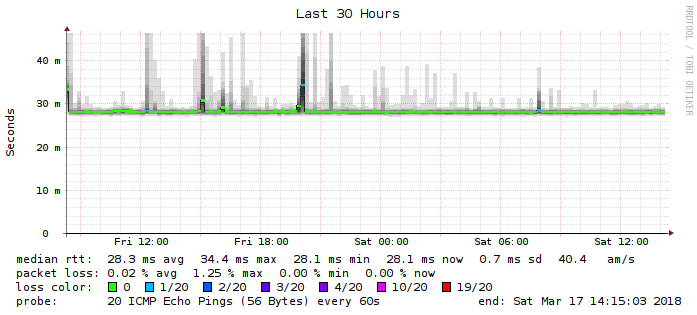 Last 30 Hours
RRDTOOL / TOBI OETIKER
Seconds
40 m
30 m
20 m
10 m
0
Fri 12:00 Fri 18:00 Sat 00:00 Sat 06:00 Sat 12:00
median rtt: 28.3 ms avg 34.4 ms max 28.1 ms min 28.1 ms now 0.7 ms sd 40.4 am/s
packet loss: 0.02 % avg 1.25 % max 0.00 % min 0.00 % now
loss color: 0 1/20 2/20 3/20 4/20 10/20 19/20
probe: 20 ICMP Echo Pings (56 Bytes) every 60s end: Sat Mar 17 14:15:03 2018